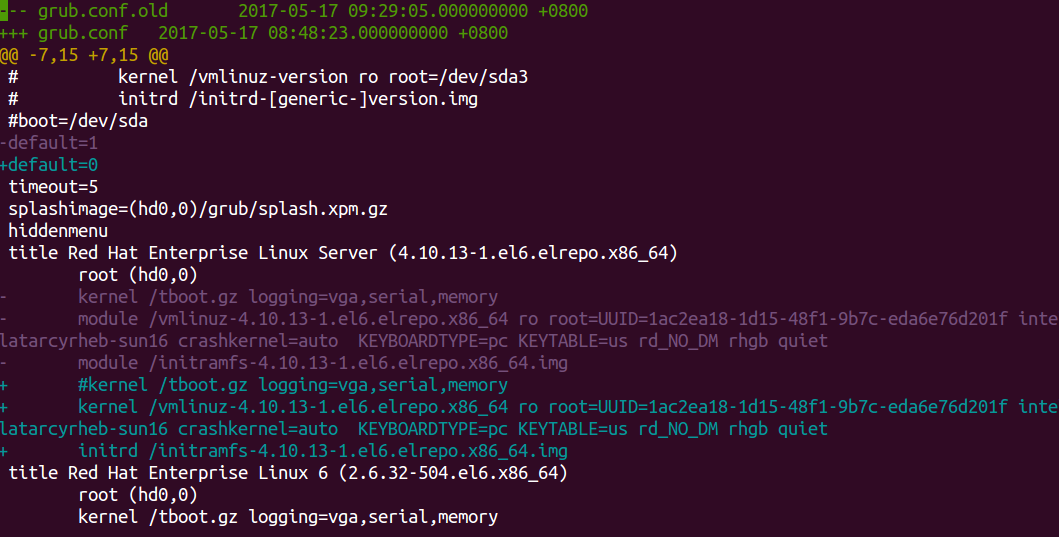 --- grub.conf.old       2017-05-17 09:29:05.000000000 +0800
+++ grub.conf   2017-05-17 08:48:23.000000000 +0800
@@ -7,15 +7,15 @@
 #          kernel /vmlinuz-version ro root=/dev/sda3
 #          initrd /initrd-[generic-]version.img
 #boot=/dev/sda
-default=1
+default=0
 timeout=5
 splashimage=(hd0,0)/grub/splash.xpm.gz
 hiddenmenu
 title Red Hat Enterprise Linux Server (4.10.13-1.el6.elrepo.x86_64)
        root (hd0,0)
-       kernel /tboot.gz logging=vga,serial,memory
-       module /vmlinuz-4.10.13-1.el6.elrepo.x86_64 ro root=UUID=1ac2ea18-1d15-48f1-9b7c-eda6e76d201f inte
latarcyrheb-sun16 crashkernel=auto  KEYBOARDTYPE=pc KEYTABLE=us rd_NO_DM rhgb quiet
-       module /initramfs-4.10.13-1.el6.elrepo.x86_64.img
+       #kernel /tboot.gz logging=vga,serial,memory
+       kernel /vmlinuz-4.10.13-1.el6.elrepo.x86_64 ro root=UUID=1ac2ea18-1d15-48f1-9b7c-eda6e76d201f inte
latarcyrheb-sun16 crashkernel=auto  KEYBOARDTYPE=pc KEYTABLE=us rd_NO_DM rhgb quiet
+       initrd /initramfs-4.10.13-1.el6.elrepo.x86_64.img
 title Red Hat Enterprise Linux 6 (2.6.32-504.el6.x86_64)
        root (hd0,0)
        kernel /tboot.gz logging=vga,serial,memory